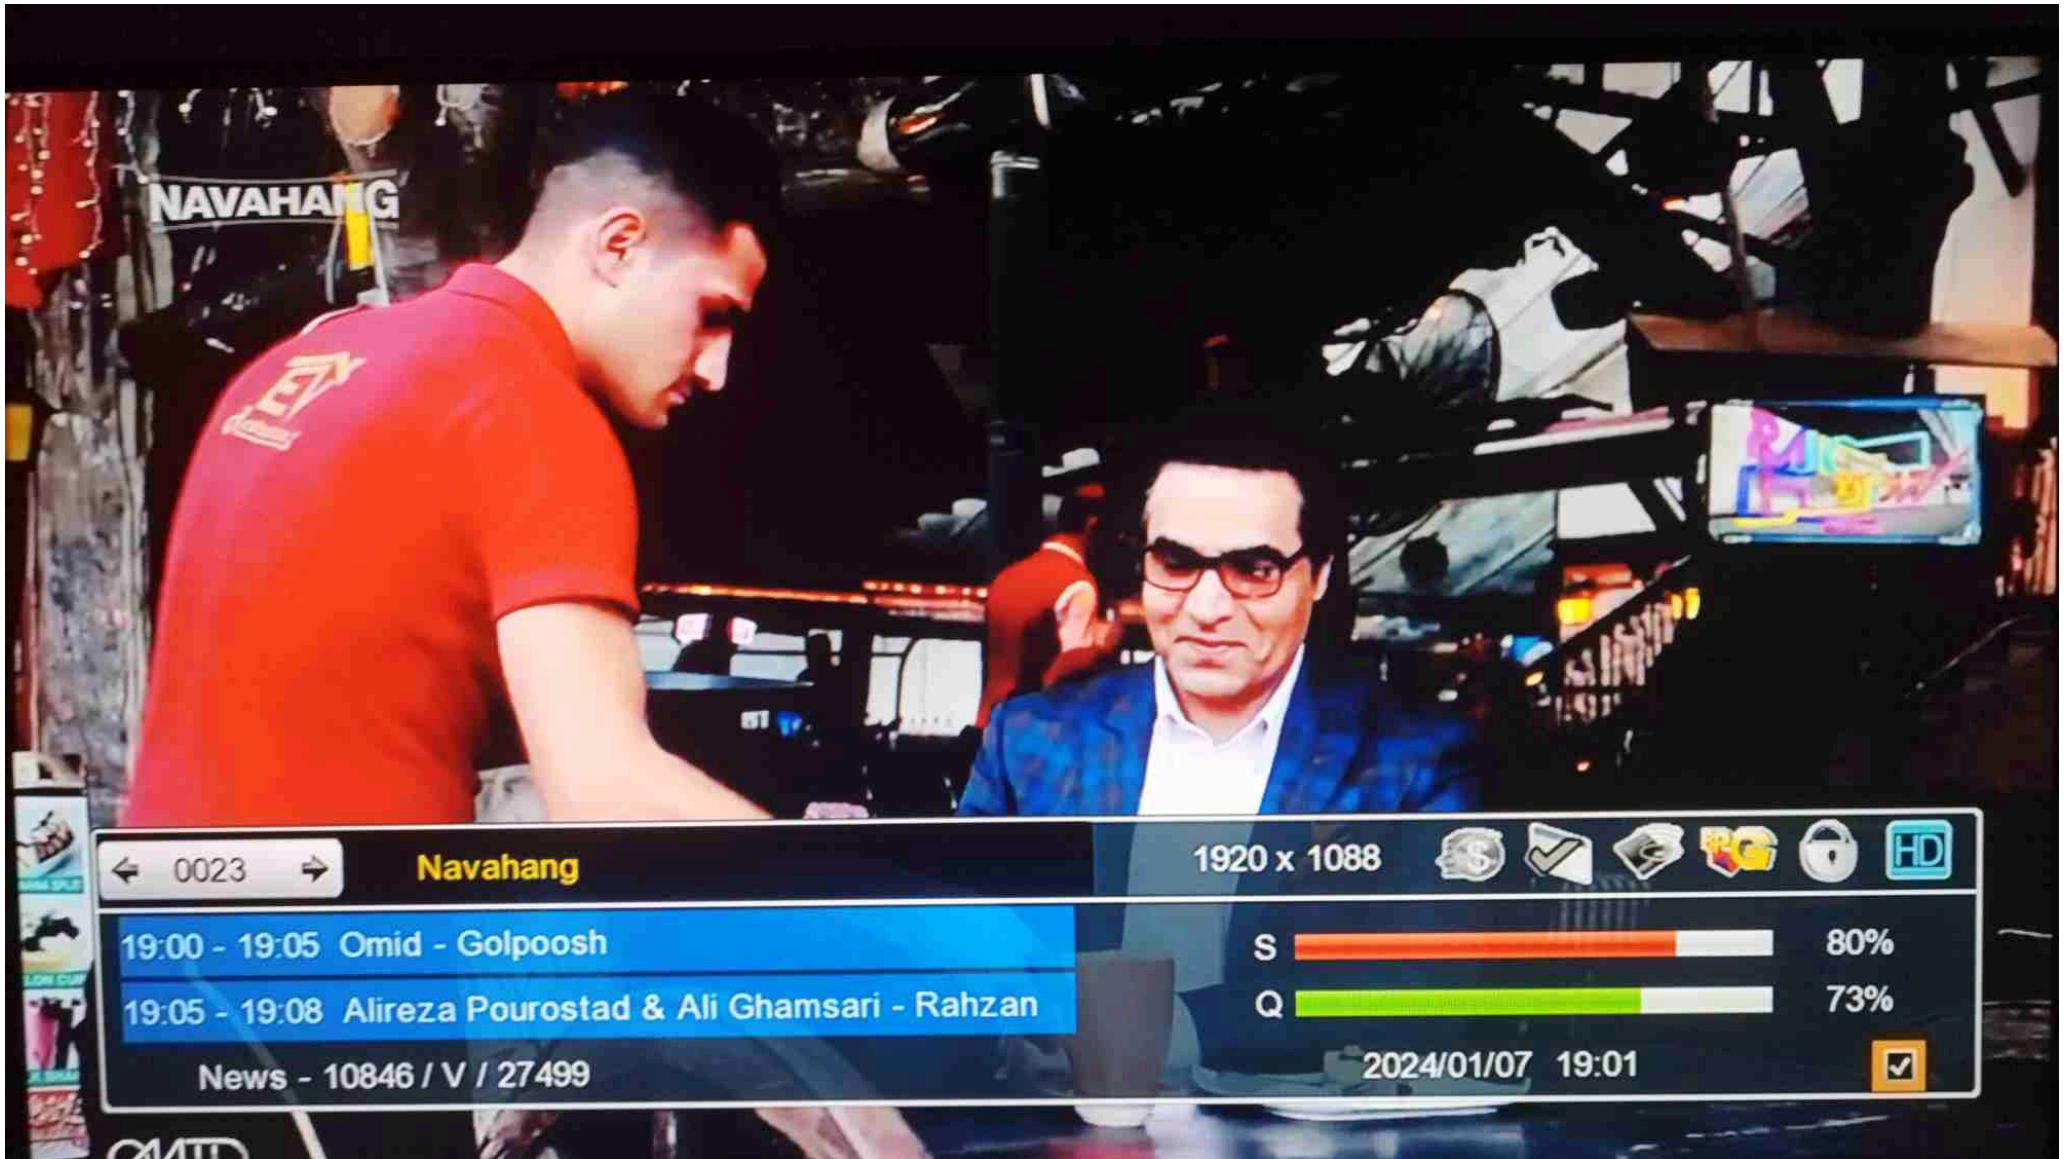 NAVAHANG
0023
Navahang
1920 x 1088
$
HD
19:00 - 19:05 Omid - Golpoosh
S
80%
19:05 - 19:08 Alireza Pourostad & Ali Ghamsari - Rahzan
Q
73%
News - 10846 / V / 27499
2024/01/07 19:01